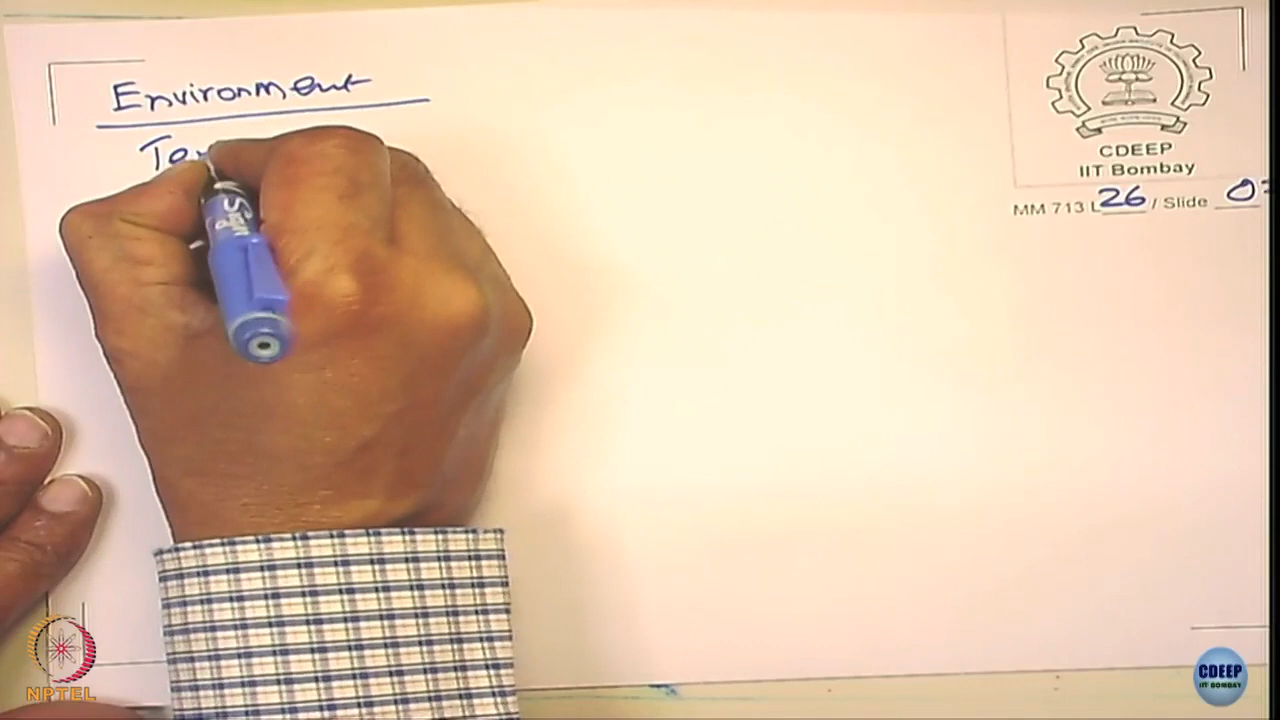 Environment
CDEEP
IIT Bombay
MM 713 L 26 / Slide
NPTEL
CDEEP
IIT BOMBAY